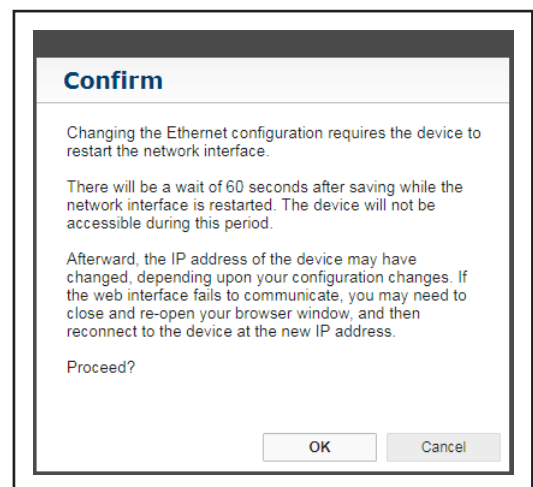 Confirm
Changing the Ethernet configuration requires the device to
restart the network interface.
There will be a wait of 60 seconds after saving while the
network interface is restarted. The device will not be
accessible during this period.
Afterward, the IP address of the device may have
changed, depending upon your configuration changes. If
the web interface fails to communicate, you may need to
close and re-open your browser window, and then
reconnect to the device at the new IP address.
Proceed?
OK Cancel